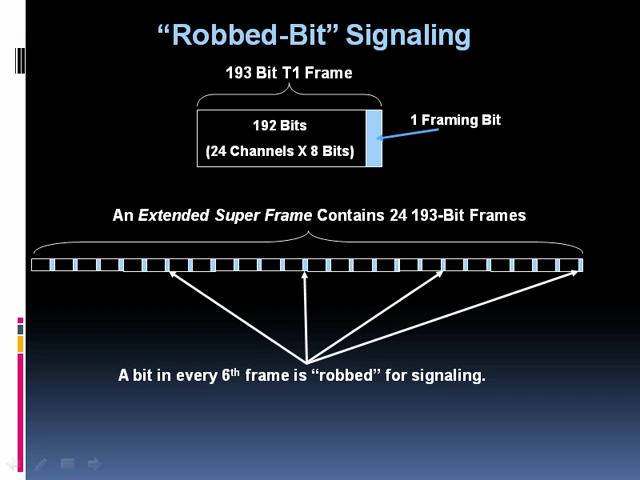 “Robbed-Bit” Signaling
193 Bit T1 Frame
192 Bits
(24 Channels X 8 Bits)
1 Framing Bit
An Extended Super Frame Contains 24 193-Bit Frames
A bit in every 6th frame is “robbed” for signaling.